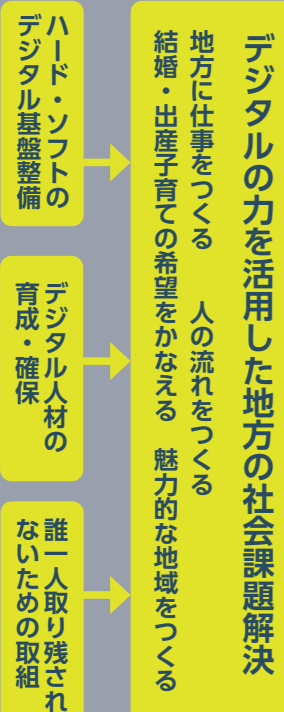 デジタルの力を活用した地方の社会課題解決
地方に仕事をつくる　人の流れをつくる
結婚・出産子育ての希望をかなえる　魅力的な地域をつくる
ハード・ソフトの
デジタル基盤整備
デジタル人材の
育成・確保
誰一人取り残され
ないための取組